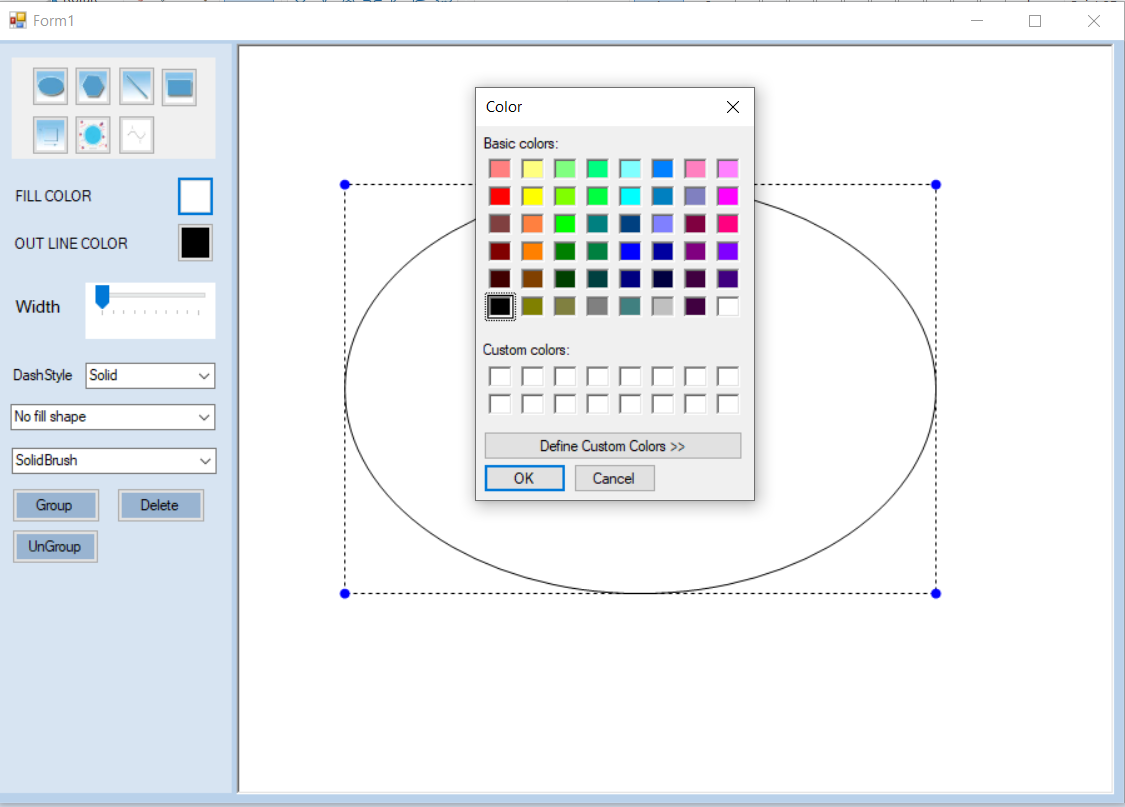 Form1
FILL COLOR
OUT LINE COLOR
Width
DashStyle Solid
No fill shape
SolidBrush
Group Delete
UnGroup
Color
Basic colors:
Custom colors:
Define Custom Colors >>
OK Cancel